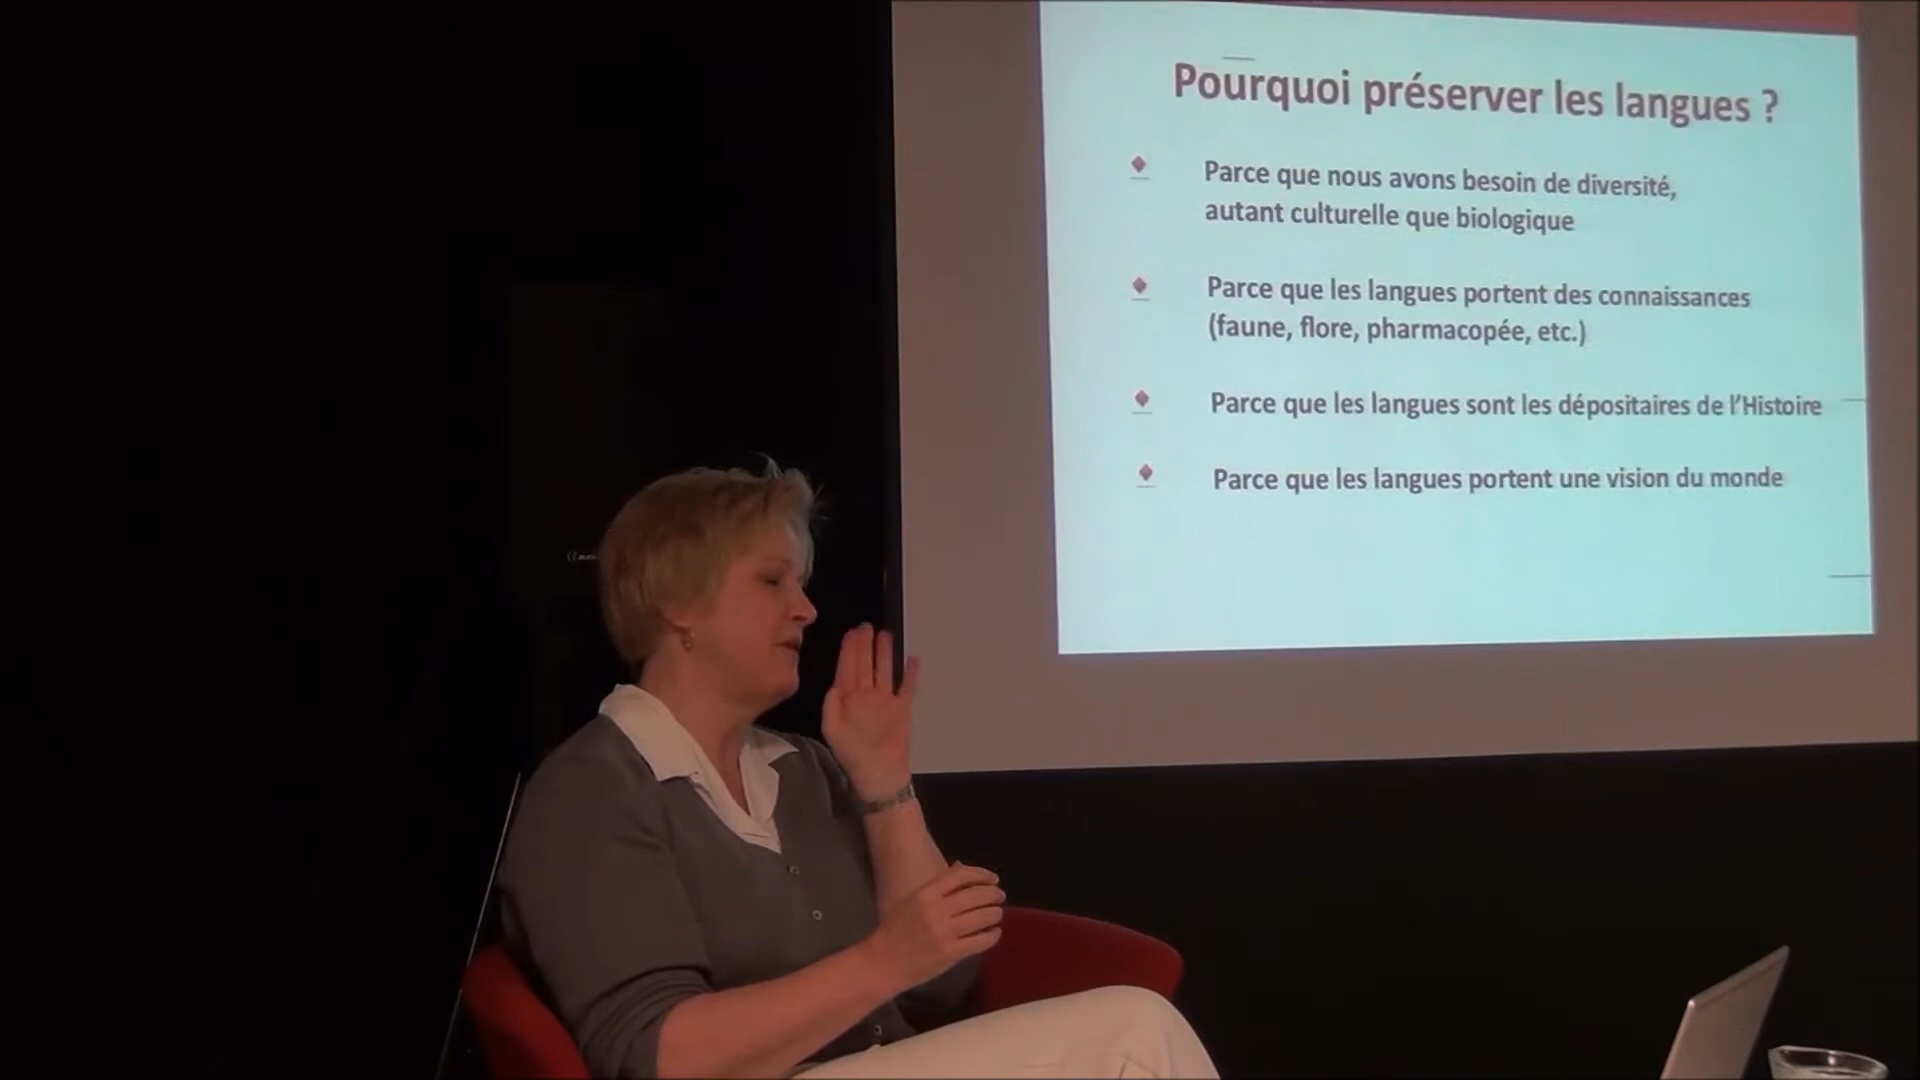 Pourquoi préserver les langues ?
Parce que nous avons besoin de diversité,
autant culturelle que biologique
Parce que les langues portent des connaissances
(faune, flore, pharmacopée, etc.)
Parce que les langues sont les dépositaires de l'Histoire
Parce que les langues portent une vision du monde